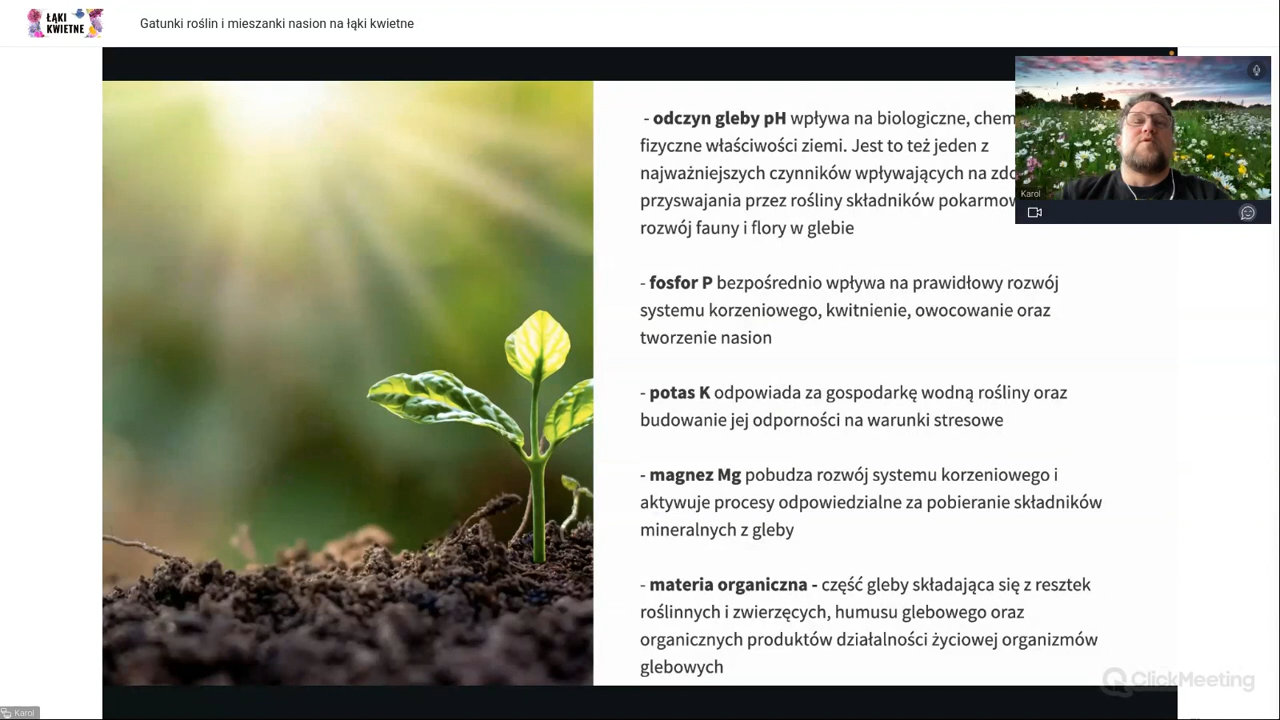 ŁĄKI
KWIETNE
Gatunki roślin i mieszanki nasion na łąki kwietne
- odczyn gleby pH wpływa na biologiczne,
fizyczne właściwości ziemi. Jest to też jeden z
najważniejszych czynników wpływających na
przyswajania przez rośliny składników
rozwój fauny i flory w glebie
- fosfor P bezpośrednio wpływa na prawidłowy rozwój
systemu korzeniowego, kwitnienie, owocowanie oraz
tworzenie nasion
- potas K odpowiada za gospodarkę wodną rośliny oraz
budowanie jej odporności na warunki stresowe
- magnez Mg pobudza rozwój systemu korzeniowego i
aktywuje procesy odpowiedzialne za pobieranie składników
mineralnych z gleby
- materia organiczna - część gleby składająca się z resztek
roślinnych i zwierzęcych, humusu glebowego oraz
organicznych produktów działalności życiowej organizmów
glebowych
Karol
ClickMeeting
Karol